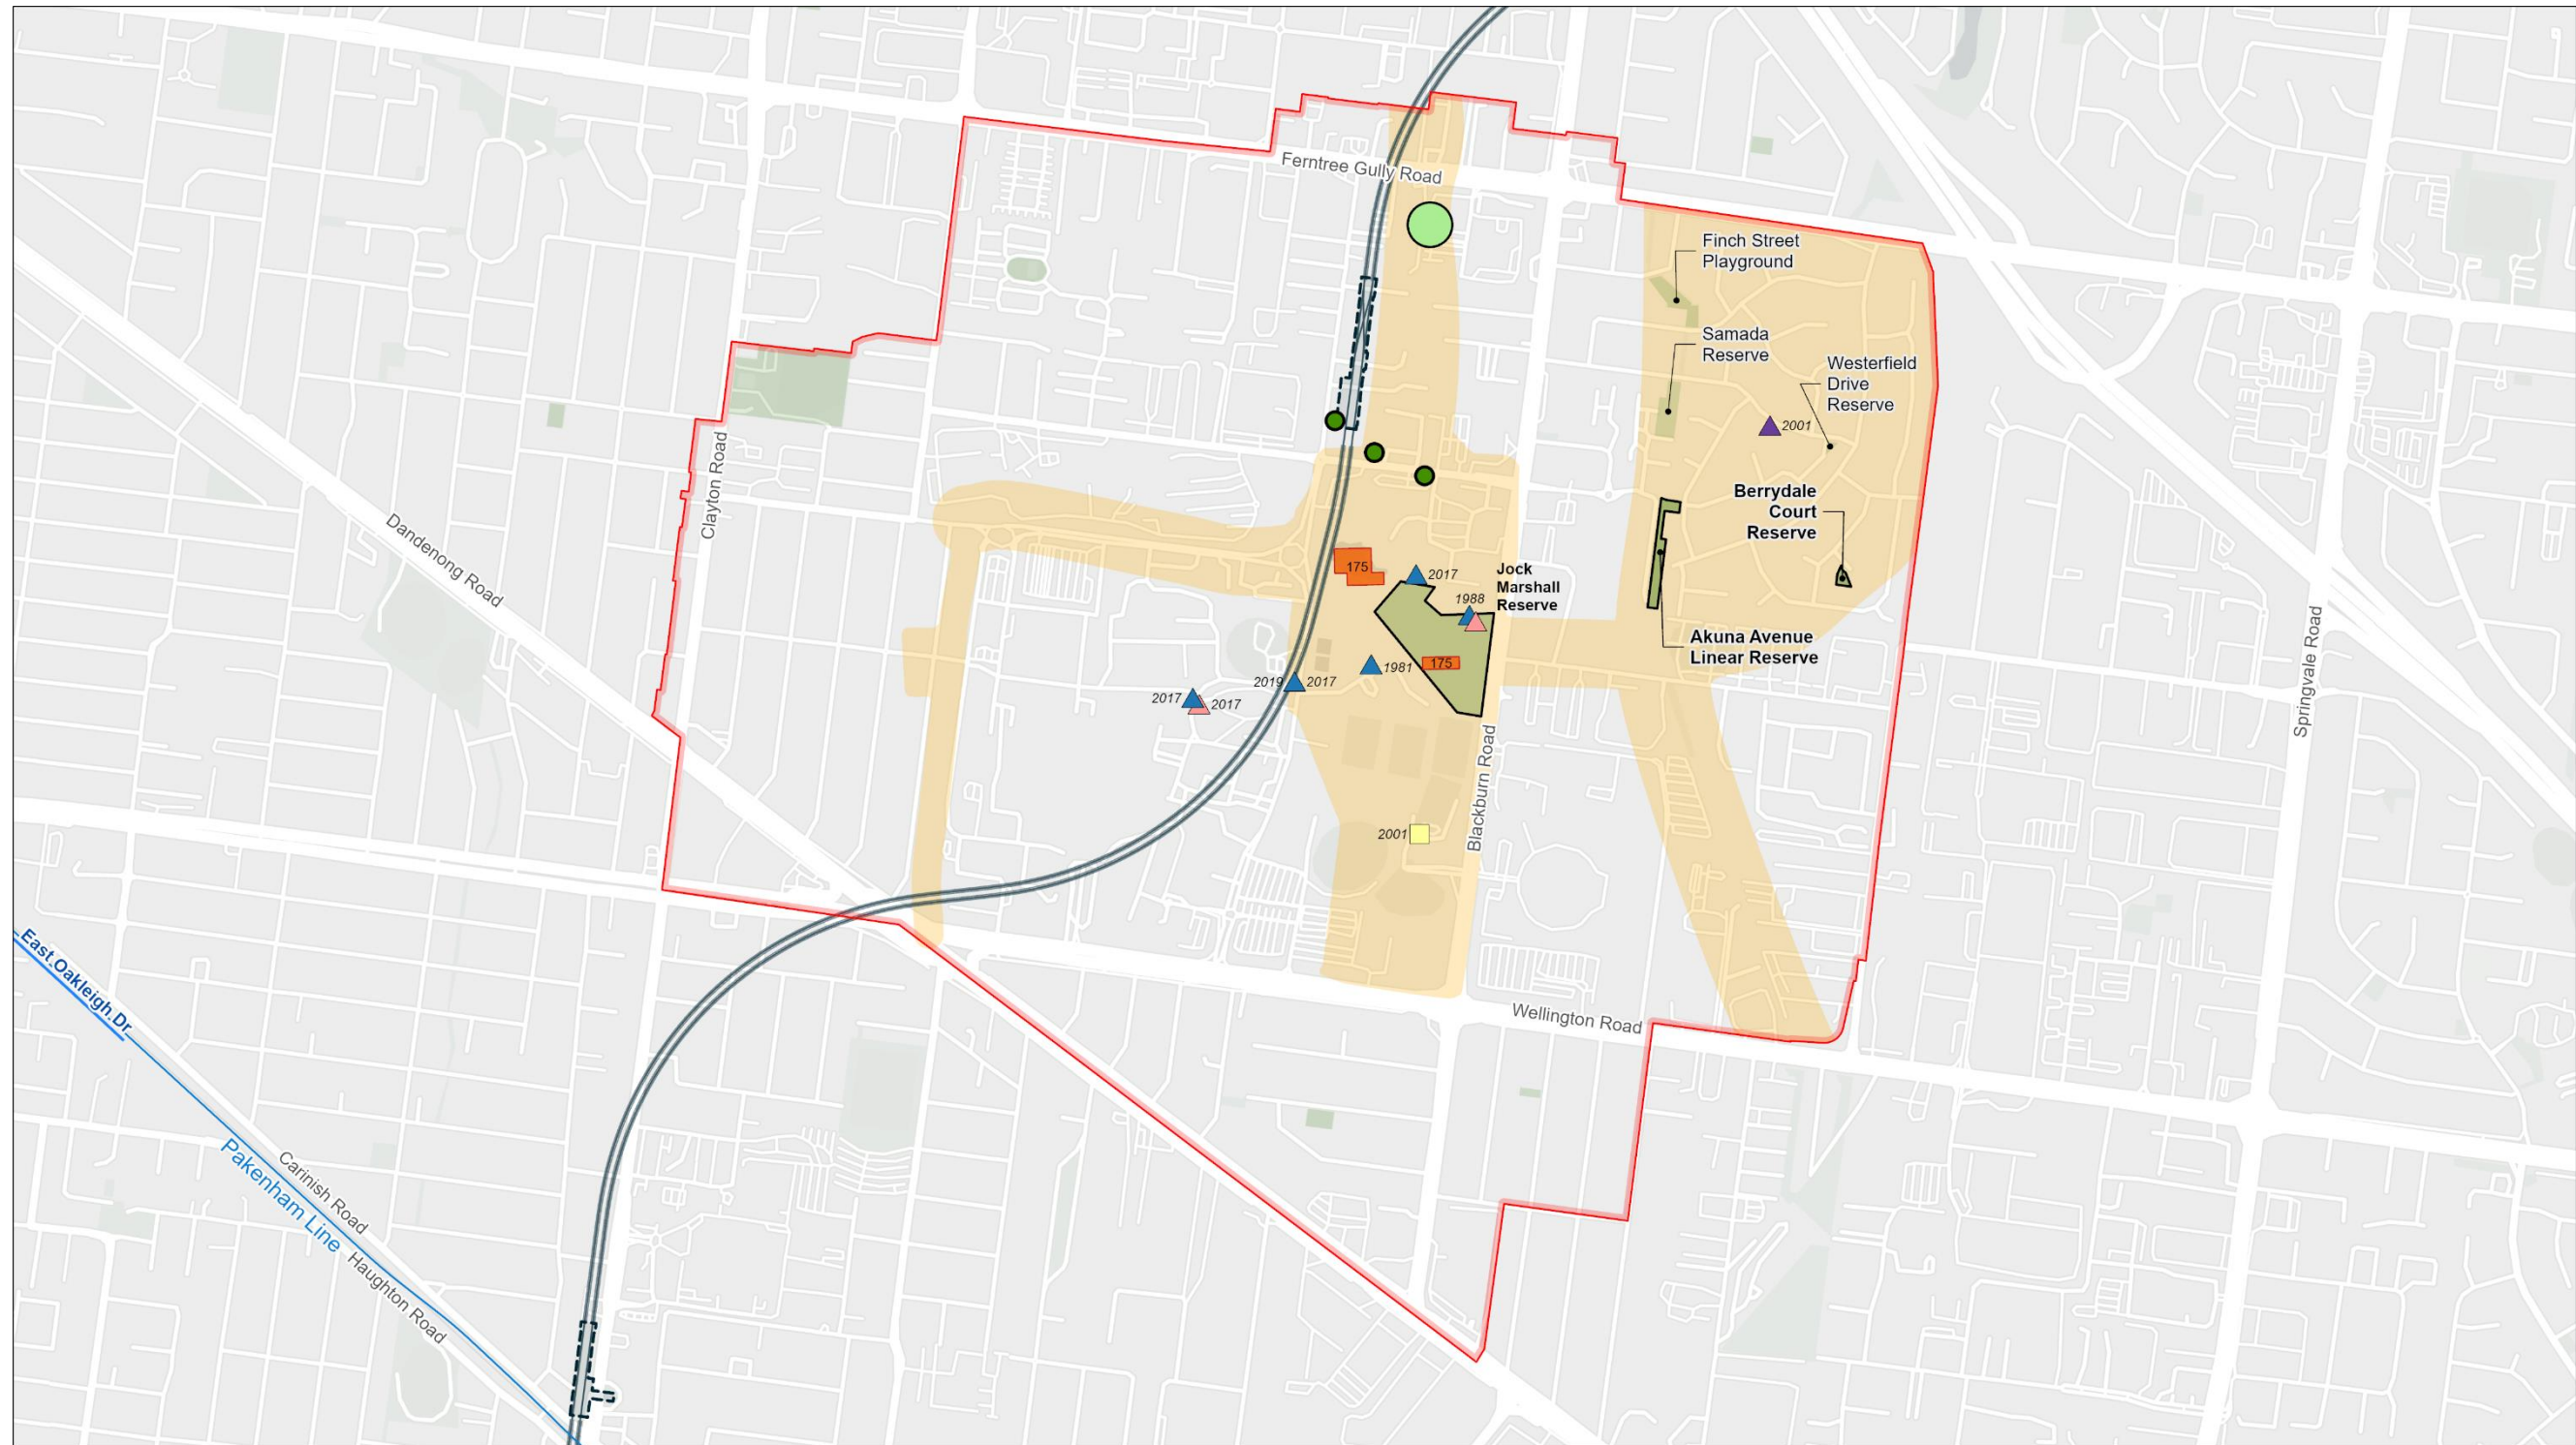 Ferntree Gully Road
Finch Street
Playground
Samada
Reserve
Westerfield
Drive
Reserve
2001
Berrydale
Court
Reserve
Clayton Road
Dandenong Road
175
2017
Jock
Marshall
Reserve
1988
Akuna Avenue
Linear Reserve
175
1981
2019
2017
2017
2017
Springvale Road
Blackburn Road
2001
Wellington Road
East Oakleigh Dr
Pakenham Line
Carinish Road
Haughton Road